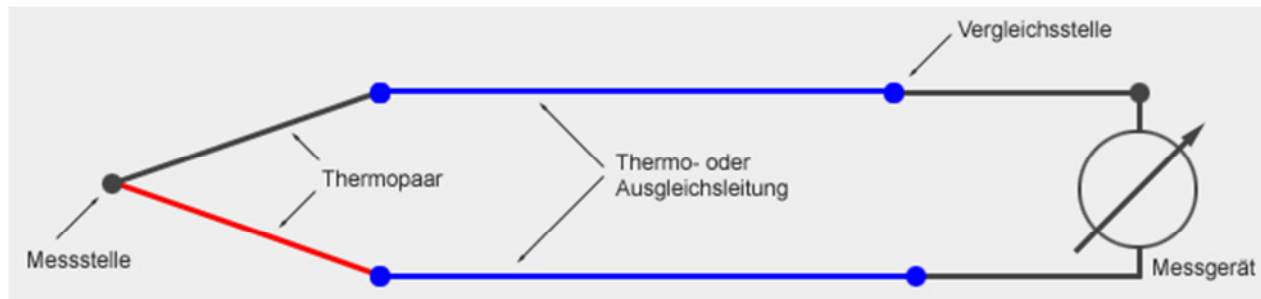 Vergleichsstelle
Thermo- oder
Ausgleichsleitung
Thermopaar
Messstelle
Messgerät